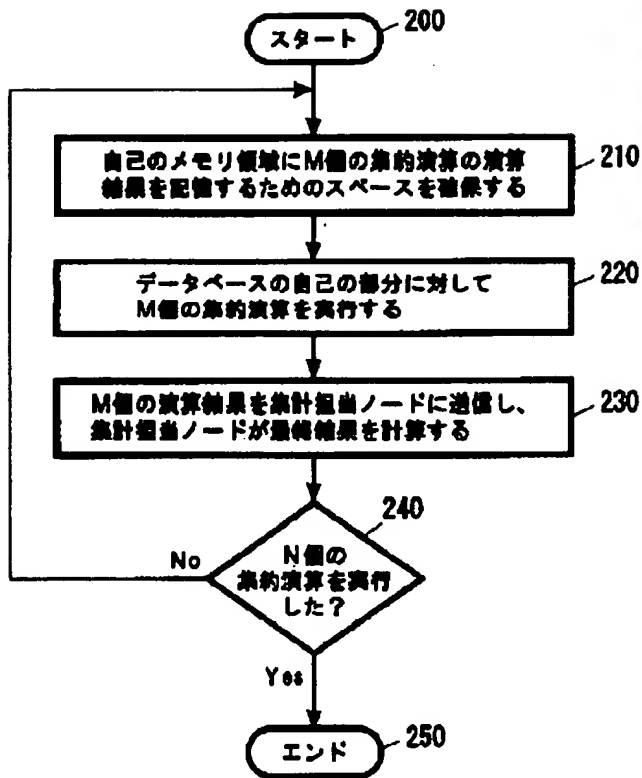 スタート
200
自己のメモリ領域にM個の集約演算の演算
結果を記憶するためのスペースを確保する
210
データベースの自己の部分に対して
M個の集約演算を実行する
220
M個の演算結果を集計担当ノードに送信し、
集計担当ノードが最終結果を計算する
230
240
N個の
集約演算を実行
した？
No
Yes
エンド
250